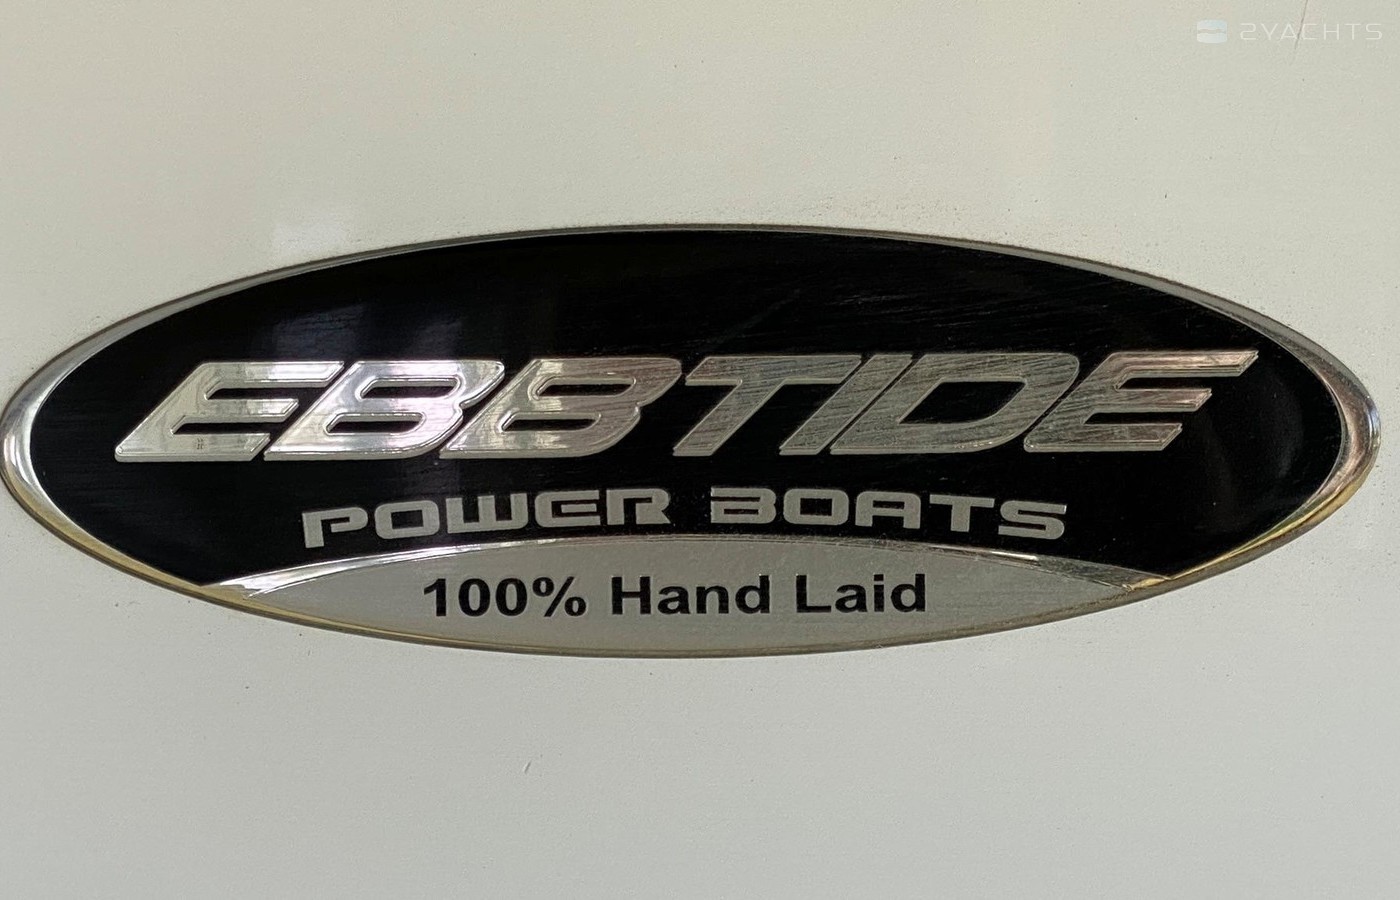 2YACHTS
EBBTIDE
POWER BOATS
100% Hand Laid